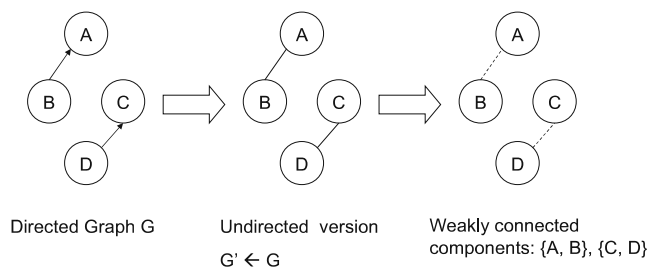 A
B
C
D
A
B
C
D
A
B
C
D
Directed Graph G
Undirected version
G' ← G
Weakly connected
components: {A, B}, {C, D}